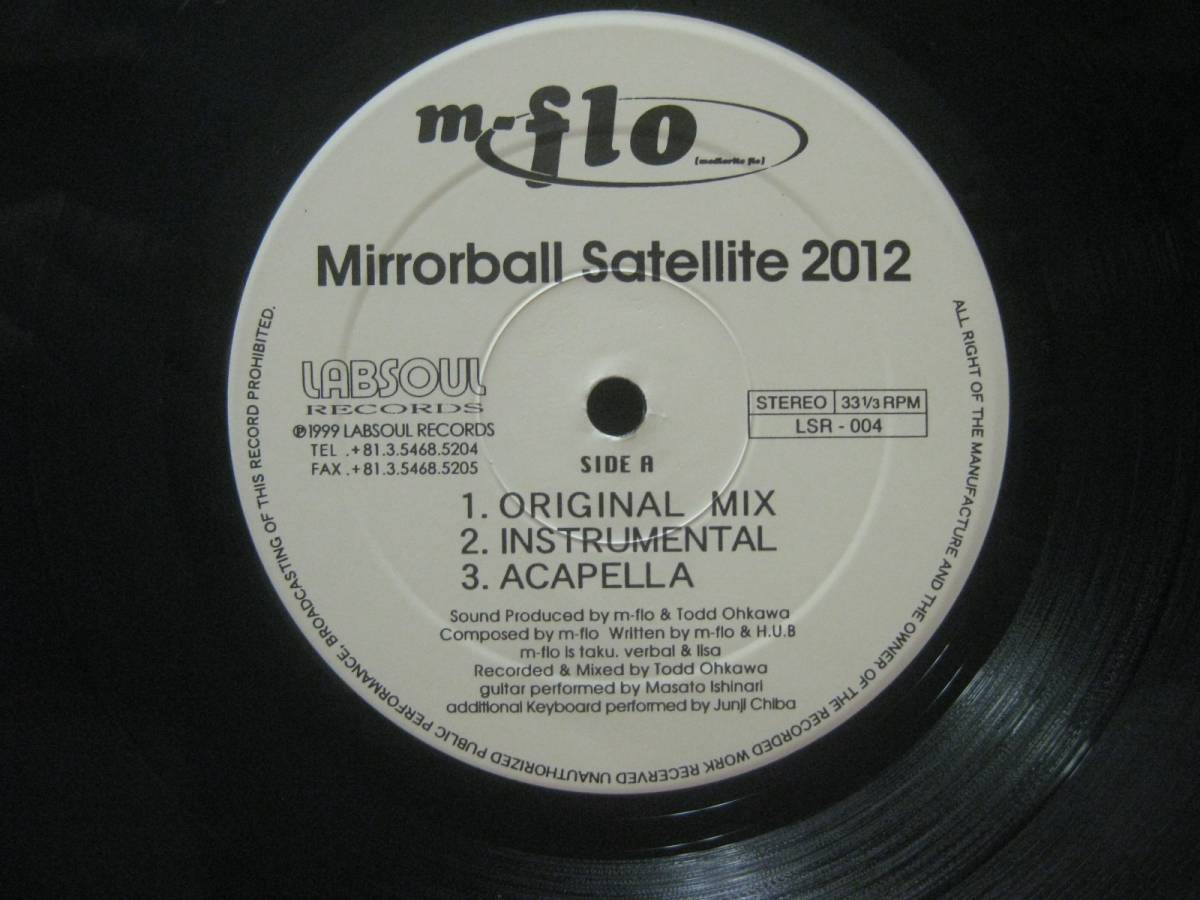 m-flo
(mediarite flo)
Mirrorball Satellite 2012
LABSOUL
RECORDS
℗1999 LABSOUL RECORDS
TEL .+81.3.5468.5204
FAX .+81.3.5468.5205
STEREO 33 1/3 RPM
LSR - 004
SIDE A
1. ORIGINAL MIX
2. INSTRUMENTAL
3. ACAPELLA
Sound Produced by m-flo & Todd Ohkawa
Composed by m-flo Written by m-flo & H.U.B
m-flo is taku. verbal & lisa
Recorded & Mixed by Todd Ohkawa
guitar performed by Masato Ishinari
additional Keyboard performed by Junji Chiba
ALL RIGHT OF THE MANUFACTURE AND THE OWNER OF THE RECORDED WORK RECERVED UNAUTHORIZED PUBLIC PERFORMANCE, BROADCASTING OF THIS RECORD PROHIBITED.